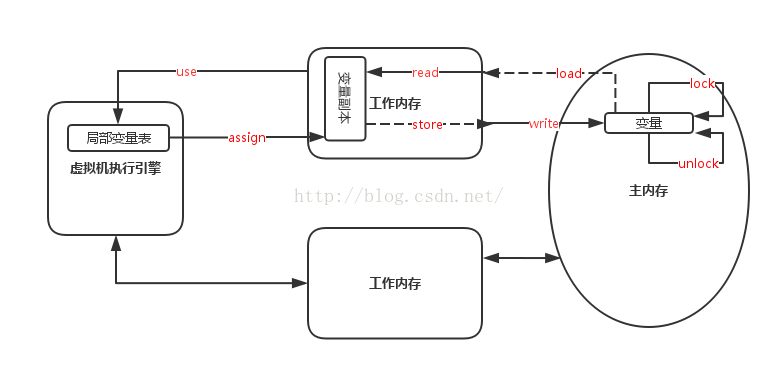 use
read
load
lock
变量副本
工作内存
局部变量表
assign
store
write
变量
虚拟机执行引擎
unlock
http://blog.csdn.net/
主内存
工作内存